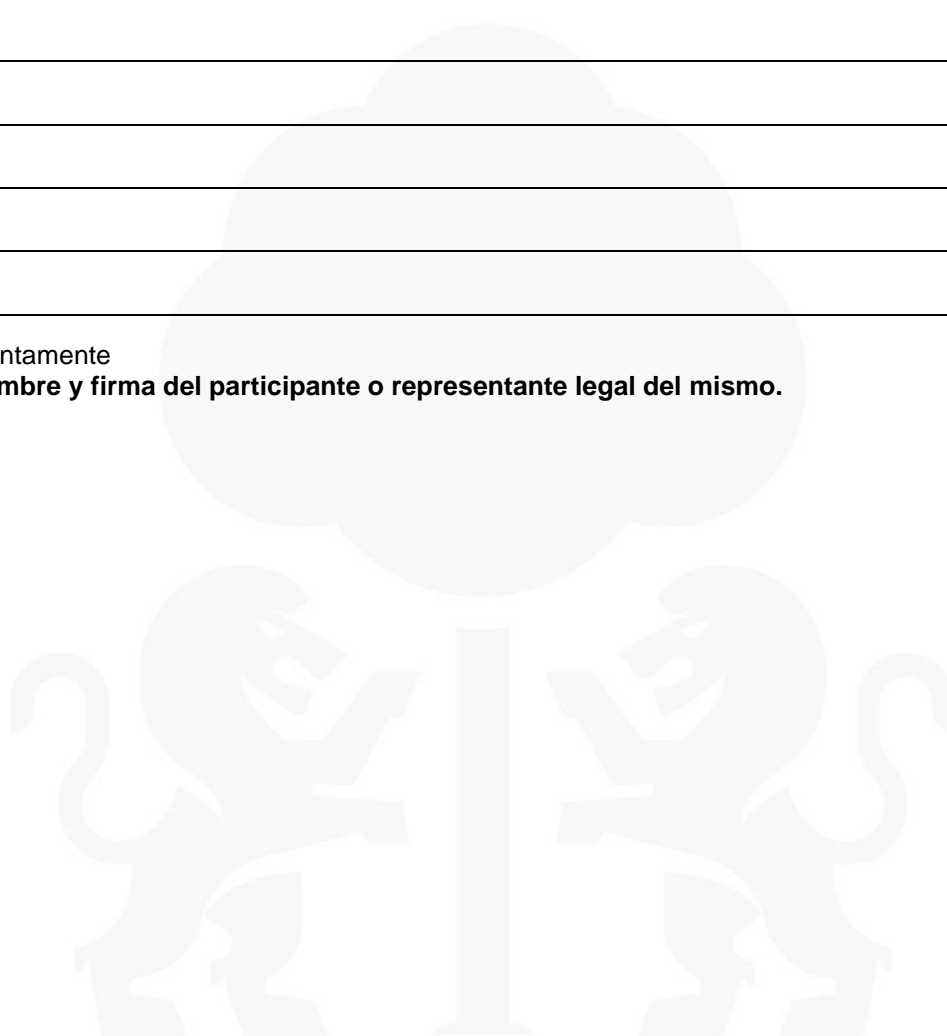 ntamente
mbre y firma del participante o representante legal del mismo.